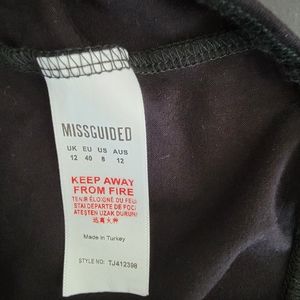 MISSGUIDED
UK EU US AUS
12 40 8 12
KEEP AWAY
FROM FIRE
TENIR ÉLOIGNÉ DU FEU
STAI DEPARTE DE FOC
ATEŞTEN UZAK DURUN
远离火种
Made in Turkey
STYLE NO: TJ412398